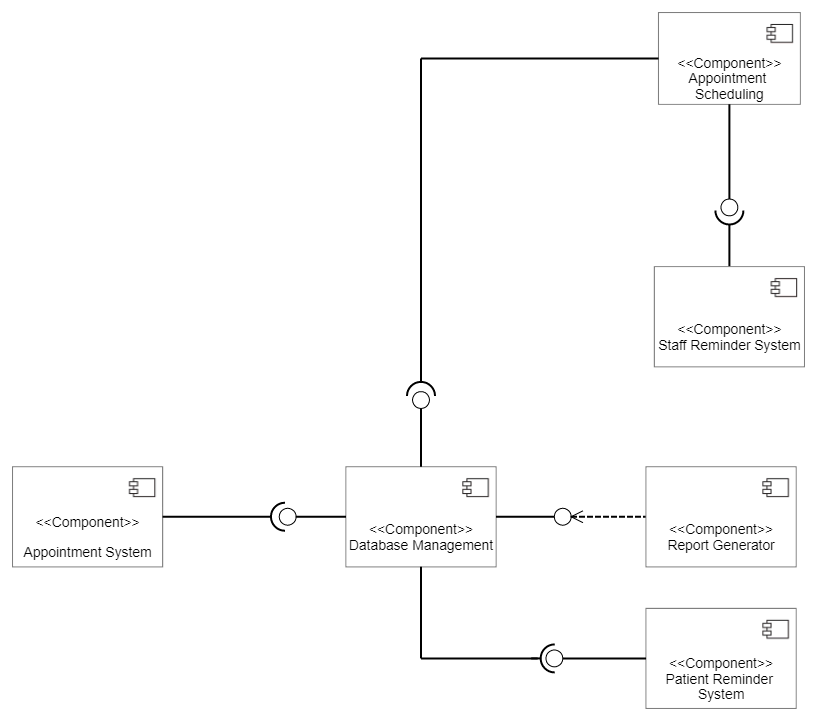 <<Component>>
Appointment
Scheduling
<<Component>>
Staff Reminder System
<<Component>>
Appointment System
<<Component>>
Database Management
<<Component>>
Report Generator
<<Component>>
Patient Reminder
System